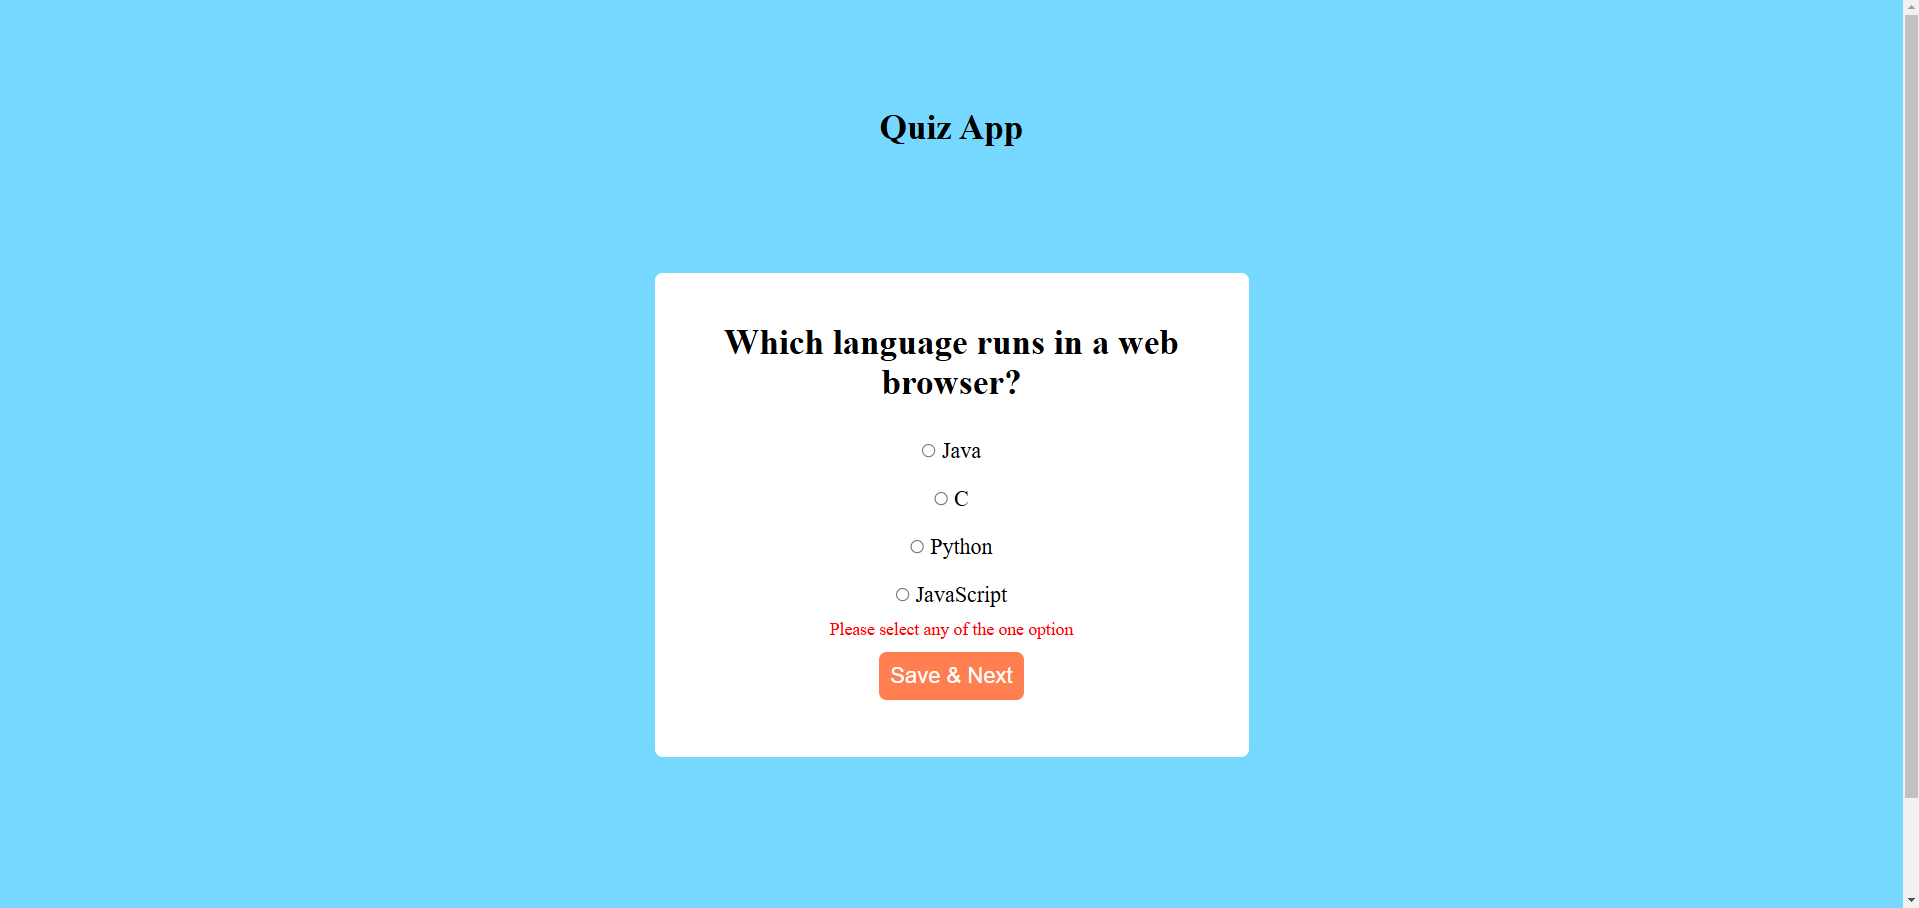 Quiz App
Which language runs in a web
browser?
Java
C
Python
JavaScript
Please select any of the one option
Save & Next